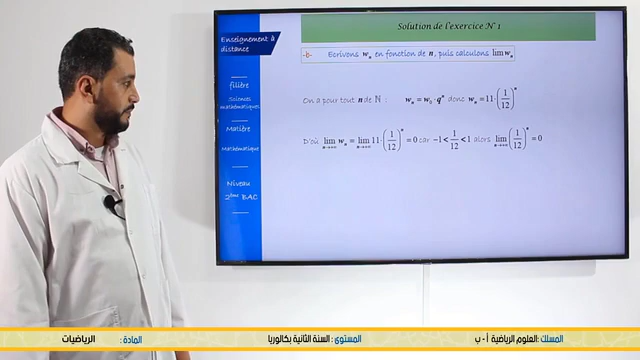 Solution de l'exercice N° 1
Enseignement à
distance
filière
Sciences
mathématiques
Matière
Mathématique
Niveau
2ème BAC
-b- Ecrivons wₙ en fonction de n, puis calculons lim wₙ
On a pour tout n de ℕ : wₙ = w₀ · qⁿ donc wₙ = 11·(1/12)ⁿ
D'où lim n→+∞ wₙ = lim n→+∞ 11·(1/12)ⁿ = 0 car −1 < 1/12 < 1 alors lim n→+∞ (1/12)ⁿ = 0
المسلك :العلوم الرياضية أ - ب المستوى : السنة الثانية بكالوريا المادة : الرياضيات